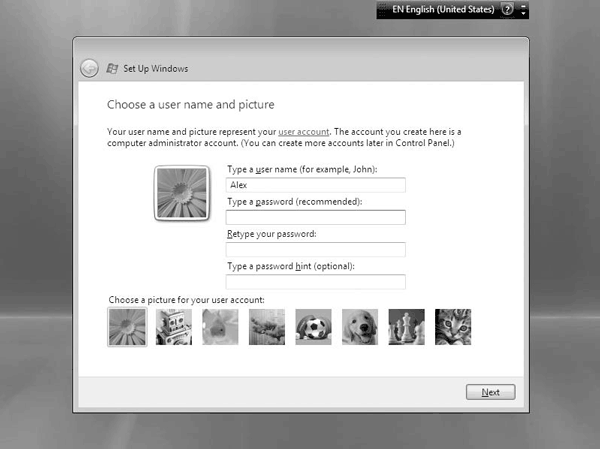 EN English (United States)
Set Up Windows
Choose a user name and picture
Your user name and picture represent your user account. The account you create here is a
computer administrator account. (You can create more accounts later in Control Panel.)
Type a user name (for example, John):
Alex
Type a password (recommended):
Retype your password:
Type a password hint (optional):
Choose a picture for your user account:
Next